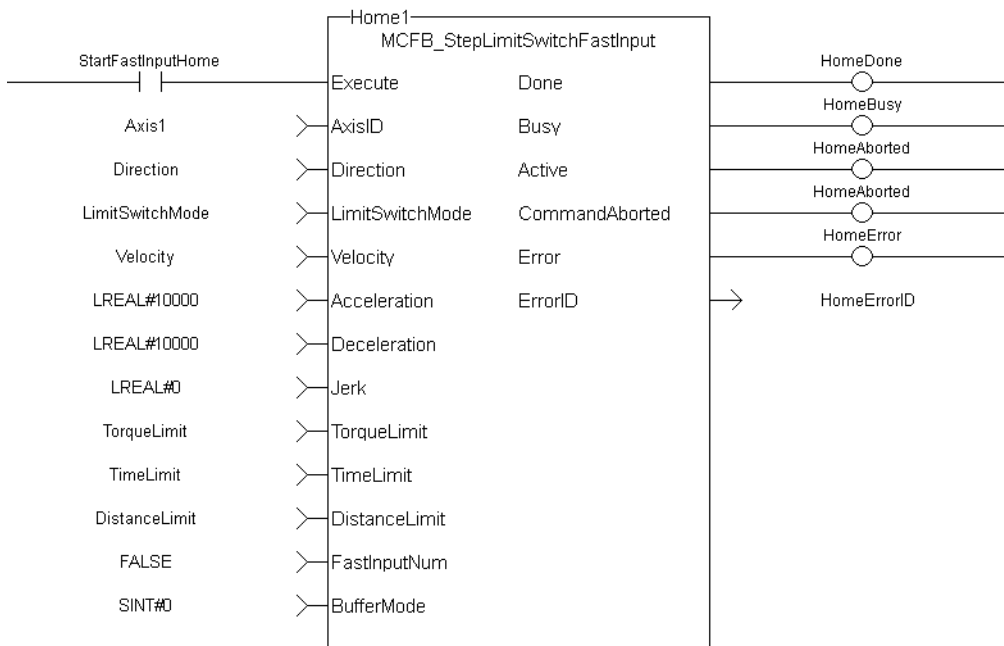 Home1
MCFB_StepLimitSwitchFastInput
StartFastInputHome
Execute Done HomeDone
Axis1 AxisID Busy HomeBusy
Direction Direction Active HomeAborted
LimitSwitchMode LimitSwitchMode CommandAborted HomeAborted
Velocity Velocity Error HomeError
LREAL#10000 Acceleration ErrorID HomeErrorID
LREAL#10000 Deceleration
LREAL#0 Jerk
TorqueLimit TorqueLimit
TimeLimit TimeLimit
DistanceLimit DistanceLimit
FALSE FastInputNum
SINT#0 BufferMode